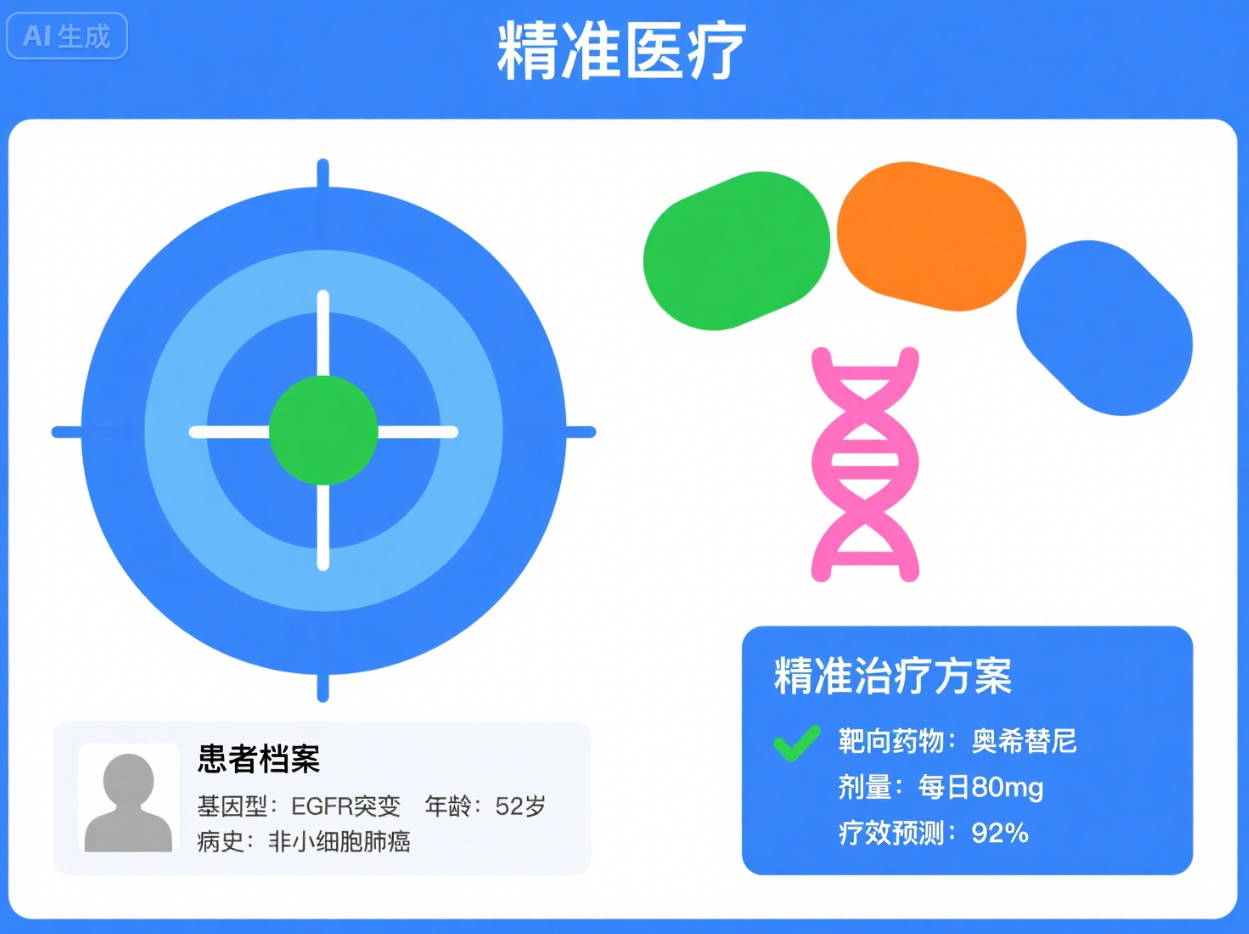 AI 生成
精准医疗
患者档案
基因型：EGFR突变 年龄：52岁
病史：非小细胞肺癌
精准治疗方案
靶向药物：奥希替尼
剂量：每日80mg
疗效预测：92%